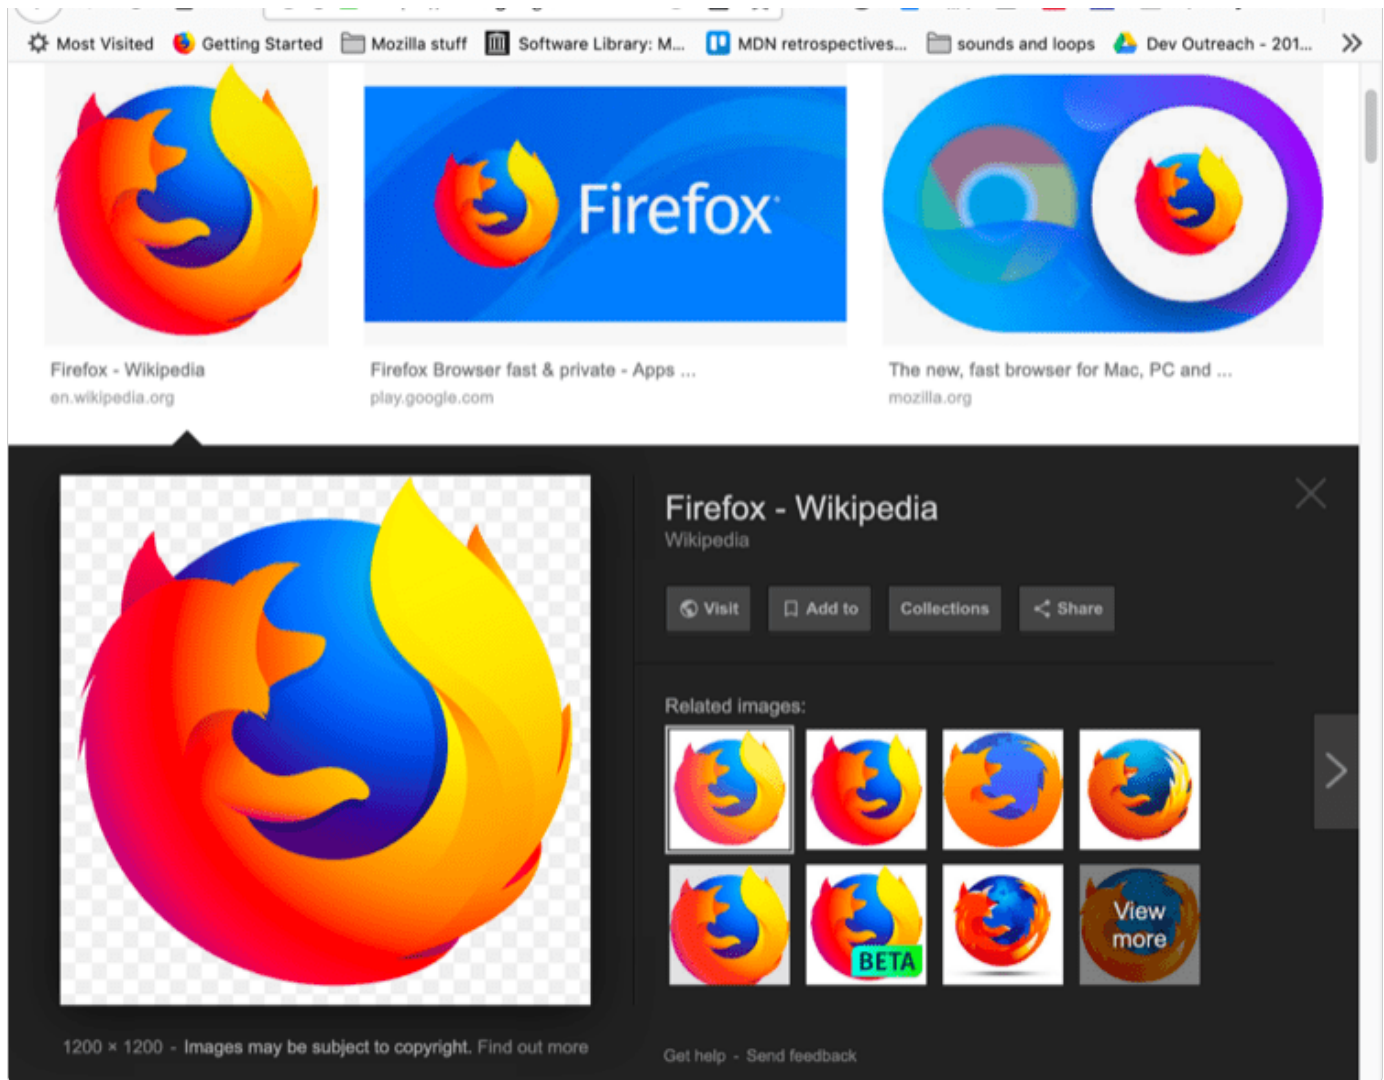 Most Visited Getting Started Mozilla stuff Software Library: M... MDN retrospectives... sounds and loops Dev Outreach - 201...
Firefox
Firefox - Wikipedia
en.wikipedia.org
Firefox Browser fast & private - Apps ...
play.google.com
The new, fast browser for Mac, PC and ...
mozilla.org
Firefox - Wikipedia
Wikipedia
Visit Add to Collections Share
Related images:
BETA
View
more
1200 × 1200 - Images may be subject to copyright. Find out more
Get help - Send feedback